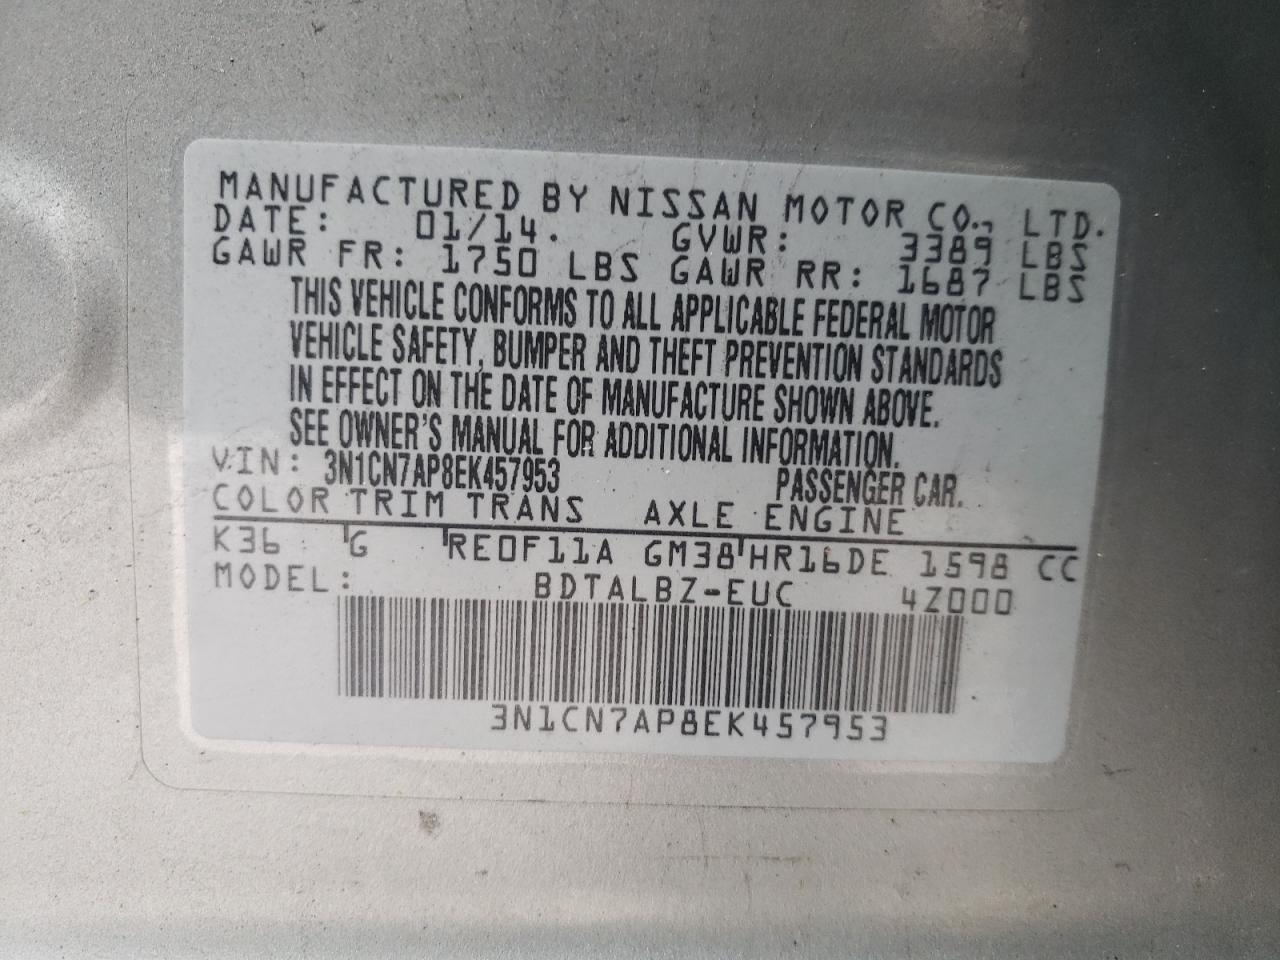 MANUFACTURED BY NISSAN MOTOR CO., LTD.
DATE: 01/14. GVWR: 3389 LBS
GAWR FR: 1750 LBS GAWR RR: 1687 LBS
THIS VEHICLE CONFORMS TO ALL APPLICABLE FEDERAL MOTOR
VEHICLE SAFETY, BUMPER AND THEFT PREVENTION STANDARDS
IN EFFECT ON THE DATE OF MANUFACTURE SHOWN ABOVE.
SEE OWNER'S MANUAL FOR ADDITIONAL INFORMATION.
VIN: 3N1CN7AP8EK457953 PASSENGER CAR.
COLOR TRIM TRANS AXLE ENGINE
K36 G RE0F11A GM38 HR16DE 1598 CC
MODEL: BDTALBZ-EUC 4Z000
3N1CN7AP8EK457953